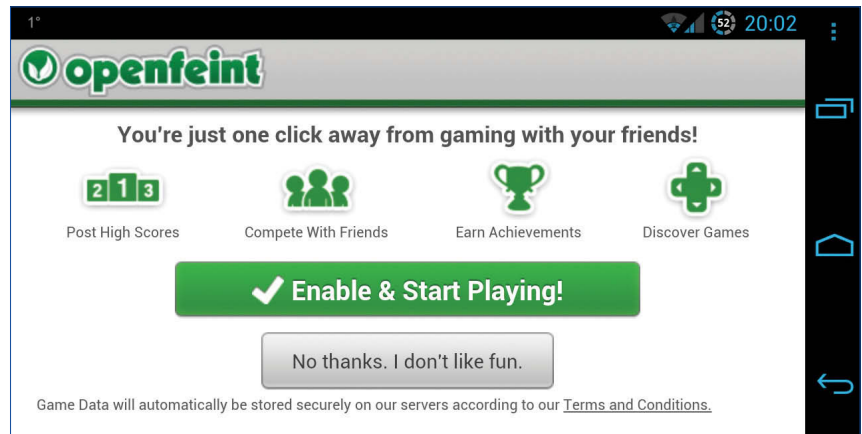 1°
52
20:02
openfeint
You're just one click away from gaming with your friends!
2 1 3
Post High Scores
Compete With Friends
Earn Achievements
Discover Games
Enable & Start Playing!
No thanks. I don't like fun.
Game Data will automatically be stored securely on our servers according to our Terms and Conditions.